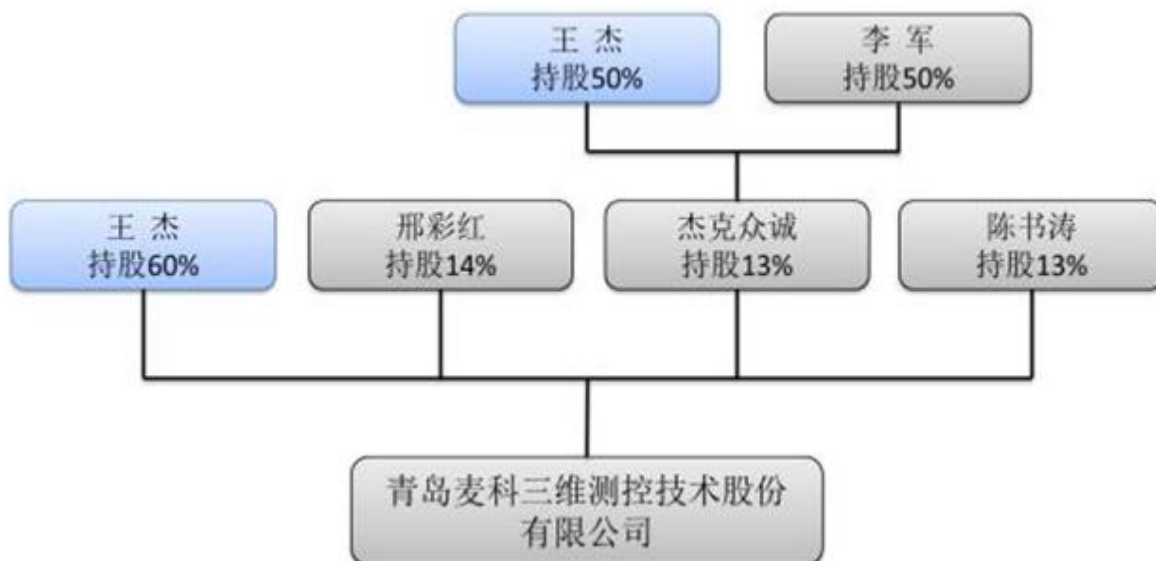 王 杰
持股50%
李 军
持股50%
王 杰
持股60%
邢彩红
持股14%
杰克众诚
持股13%
陈书涛
持股13%
青岛麦科三维测控技术股份
有限公司